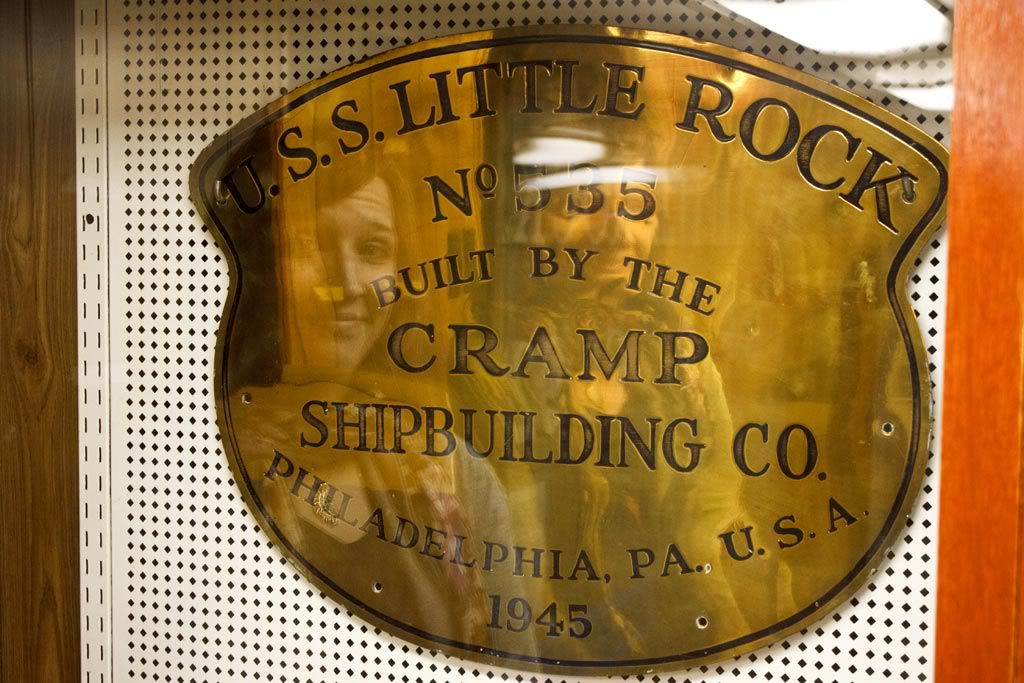 U.S.S. LITTLE ROCK
Nº 535
BUILT BY THE
CRAMP
SHIPBUILDING CO.
PHILADELPHIA, PA., U.S.A.
1945